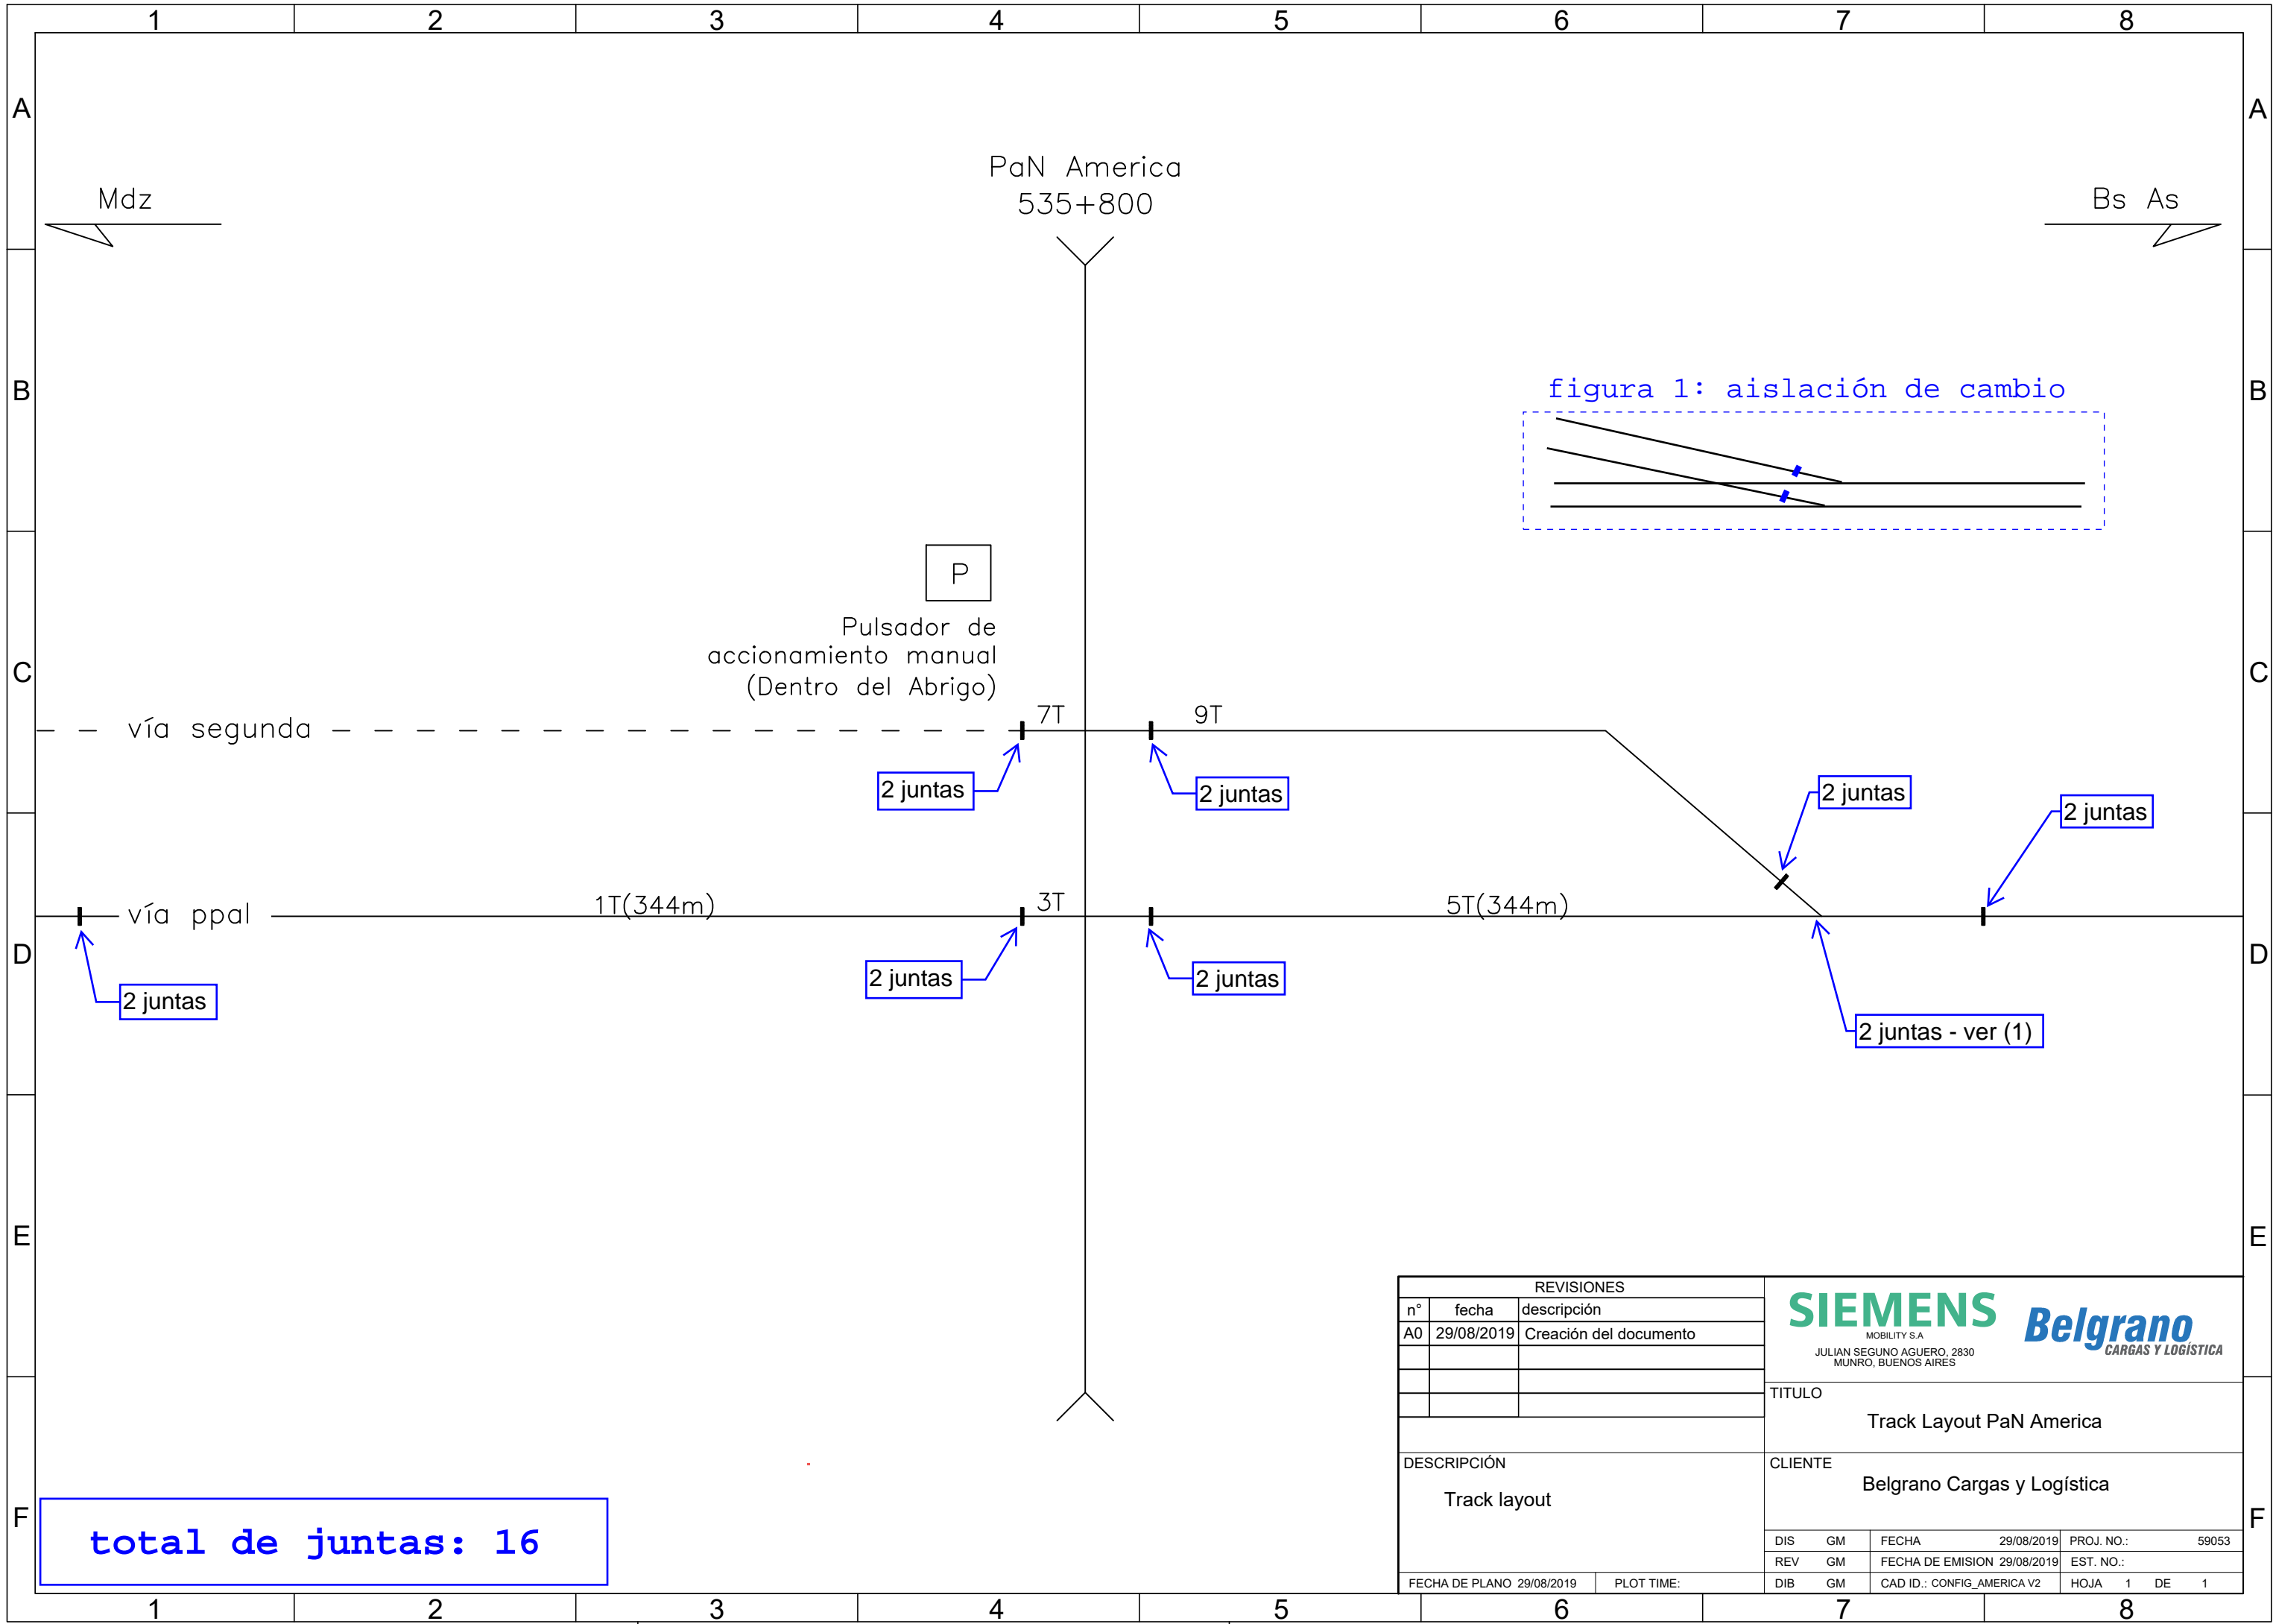 1 2 3 4 5 6 7 8
A A
PaN America
535+800
Mdz
Bs As
B B
figura 1: aislación de cambio
P
Pulsador de
accionamiento manual
(Dentro del Abrigo)
C C
vía segunda
7T
9T
2 juntas
2 juntas
2 juntas
2 juntas
vía ppal
1T(344m)
3T
5T(344m)
D D
2 juntas
2 juntas
2 juntas
2 juntas - ver (1)
E E
REVISIONES
n° fecha descripción
A0 29/08/2019 Creación del documento
SIEMENS
MOBILITY S.A
JULIAN SEGUNO AGUERO, 2830
MUNRO, BUENOS AIRES
Belgrano
CARGAS Y LOGÍSTICA
TITULO
Track Layout PaN America
DESCRIPCIÓN
Track layout
CLIENTE
Belgrano Cargas y Logística
F F
total de juntas: 16
DIS GM FECHA 29/08/2019 PROJ. NO.: 59053
REV GM FECHA DE EMISION 29/08/2019 EST. NO.:
FECHA DE PLANO 29/08/2019 PLOT TIME: DIB GM CAD ID.: CONFIG_AMERICA V2 HOJA 1 DE 1
1 2 3 4 5 6 7 8